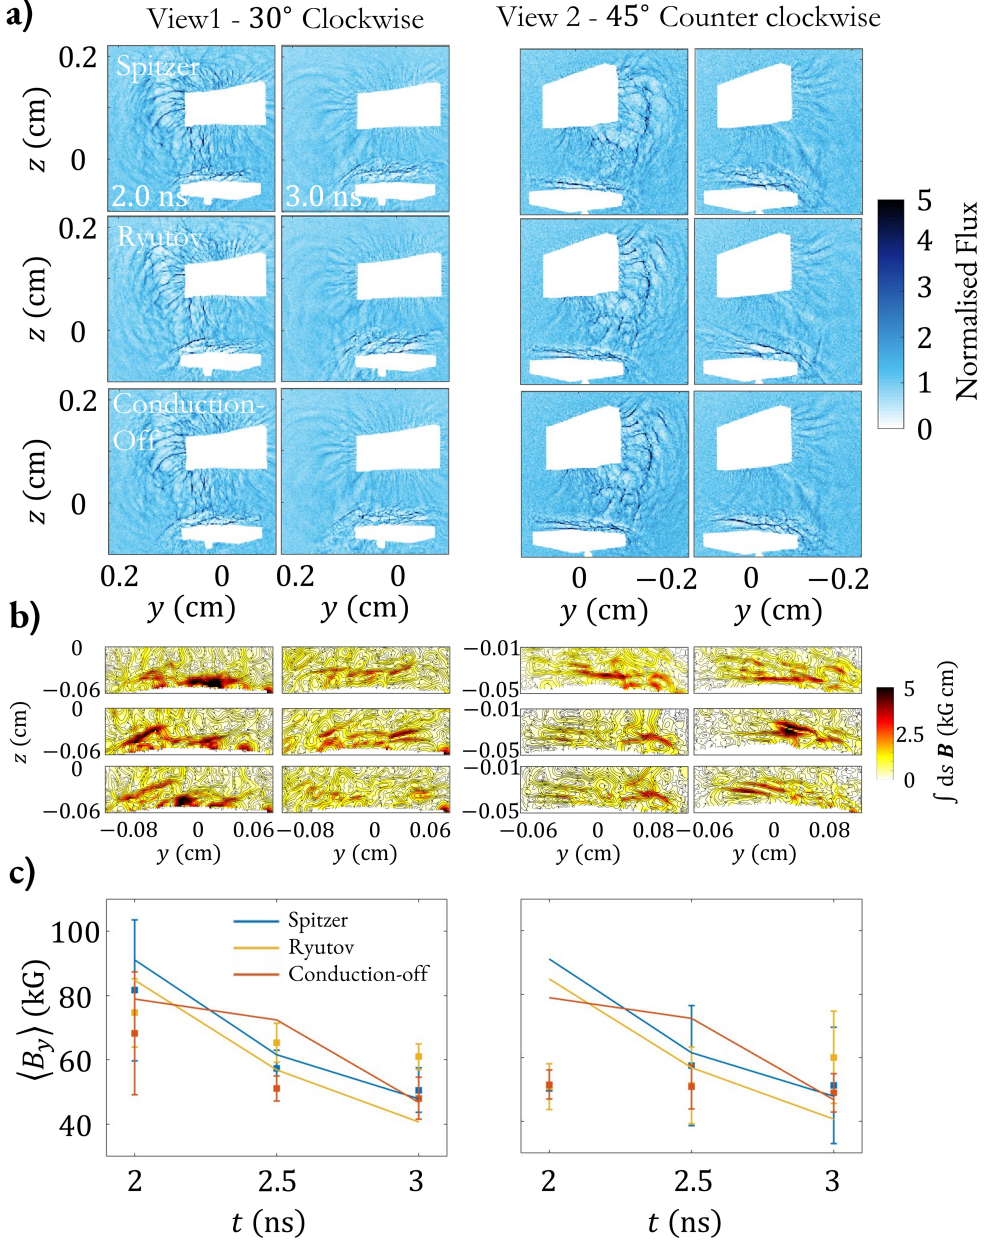 a)
View1 - 30° Clockwise
View 2 - 45° Counter clockwise
0.2
z (cm)
0
Spitzer
2.0 ns
3.0 ns
0.2
z (cm)
0
Ryutov
0.2
z (cm)
0
Conduction-
Off
0.2 0 0.2 0
y (cm) y (cm)
0 −0.2 0 −0.2
y (cm) y (cm)
5
4
3
2
1
0
Normalised Flux
b)
0
−0.06
0
−0.06
0
−0.06
z (cm)
−0.08 0 0.06 −0.08 0 0.06
y (cm) y (cm)
−0.01
−0.05
−0.01
−0.05
−0.01
−0.05
−0.06 0 0.08 −0.06 0 0.08
y (cm) y (cm)
5
2.5
0
∫ ds B (kG cm)
c)
100
80
60
40
⟨By⟩ (kG)
Spitzer
Ryutov
Conduction-off
2 2.5 3
t (ns)
2 2.5 3
t (ns)